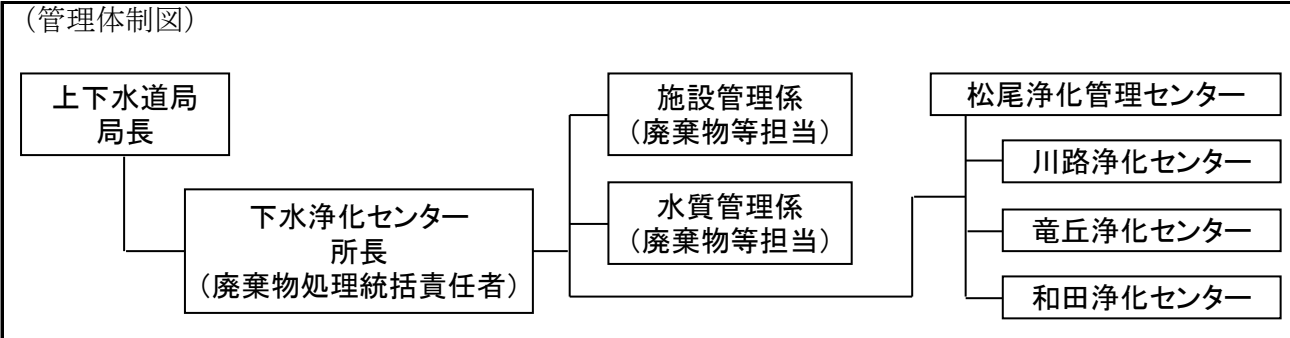 （管理体制図）
上下水道局
局長
下水浄化センター
所長
（廃棄物処理統括責任者）
施設管理係
（廃棄物等担当）
水質管理係
（廃棄物等担当）
松尾浄化管理センター
川路浄化センター
竜丘浄化センター
和田浄化センター